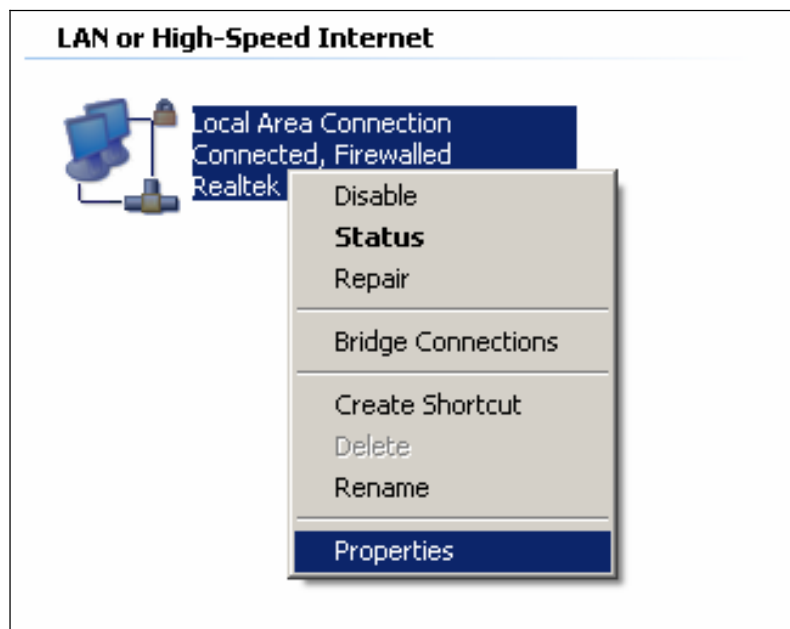 LAN or High-Speed Internet
Local Area Connection
Connected, Firewalled
Realtek
Disable
Status
Repair
Bridge Connections
Create Shortcut
Delete
Rename
Properties